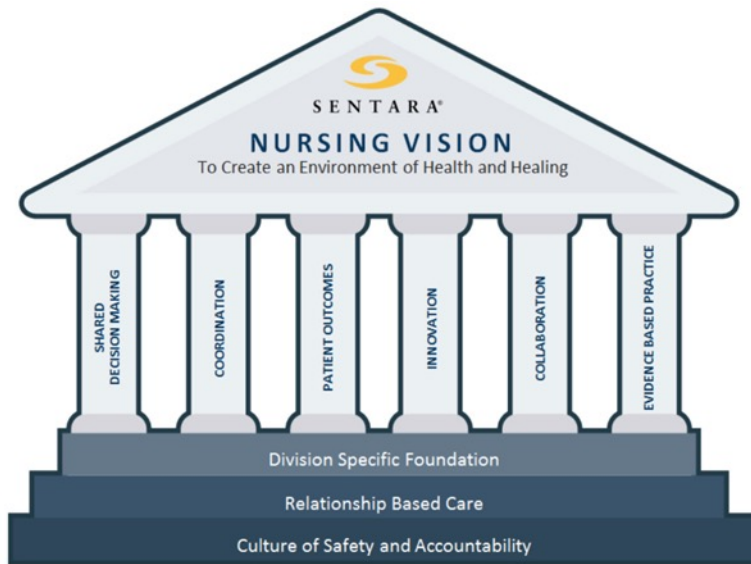 SENTARA®
NURSING VISION
To Create an Environment of Health and Healing
SHARED
DECISION MAKING
COORDINATION
PATIENT OUTCOMES
INNOVATION
COLLABORATION
EVIDENCE BASED PRACTICE
Division Specific Foundation
Relationship Based Care
Culture of Safety and Accountability